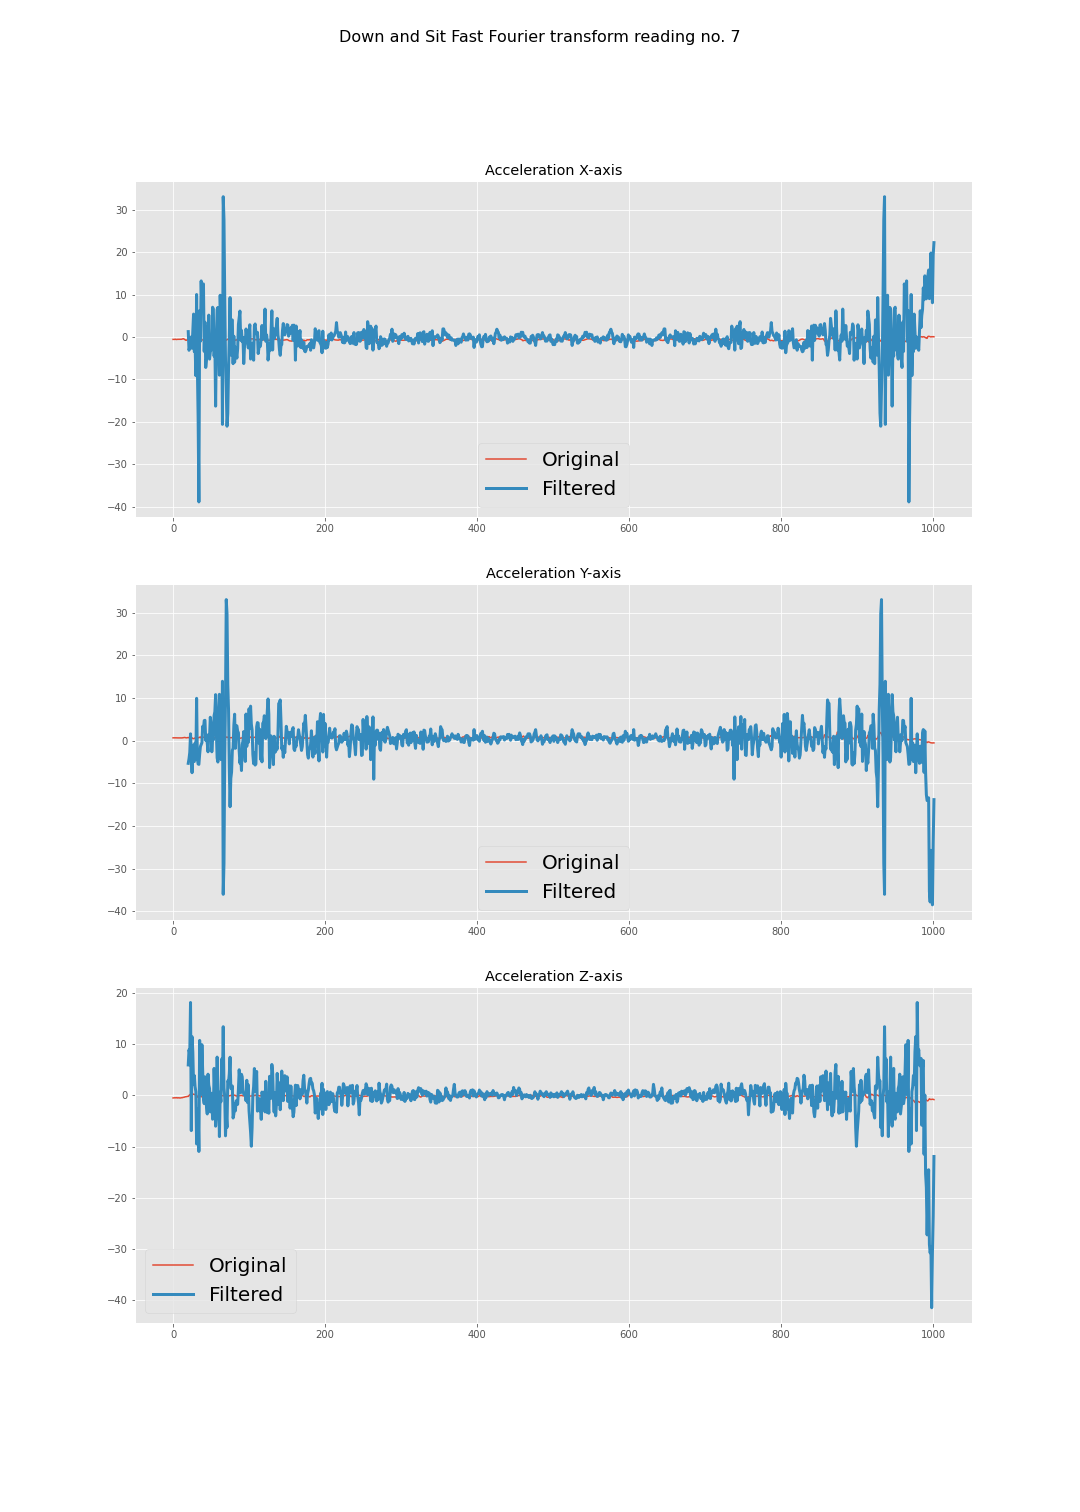 Down and Sit Fast Fourier transform reading no. 7
Acceleration X-axis
30
20
10
0
−10
−20
−30
−40
Original
Filtered
0 200 400 600 800 1000
Acceleration Y-axis
30
20
10
0
−10
−20
−30
−40
Original
Filtered
0 200 400 600 800 1000
Acceleration Z-axis
20
10
0
−10
−20
−30
−40
Original
Filtered
0 200 400 600 800 1000